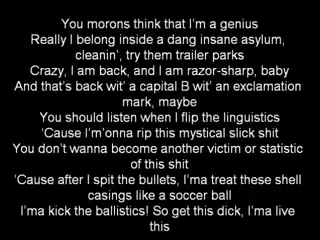 You morons think that I’m a genius
Really I belong inside a dang insane asylum,
cleanin’, try them trailer parks
Crazy, I am back, and I am razor-sharp, baby
And that’s back wit’ a capital B wit’ an exclamation
mark, maybe
You should listen when I flip the linguistics
‘Cause I’m’onna rip this mystical slick shit
You don’t wanna become another victim or statistic
of this shit
‘Cause after I spit the bullets, I’ma treat these shell
casings like a soccer ball
I’ma kick the ballistics! So get this dick, I’ma live
this